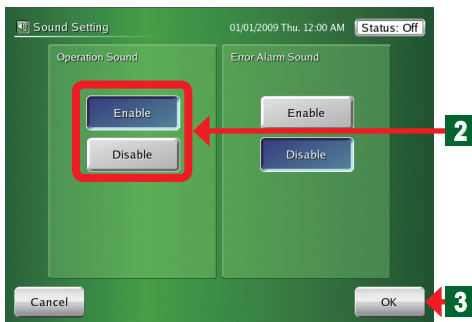 Sound Setting 01/01/2009 Thu. 12:00 AM Status: Off
Operation Sound Error Alarm Sound
Enable Enable
2
Disable Disable
Cancel OK 3